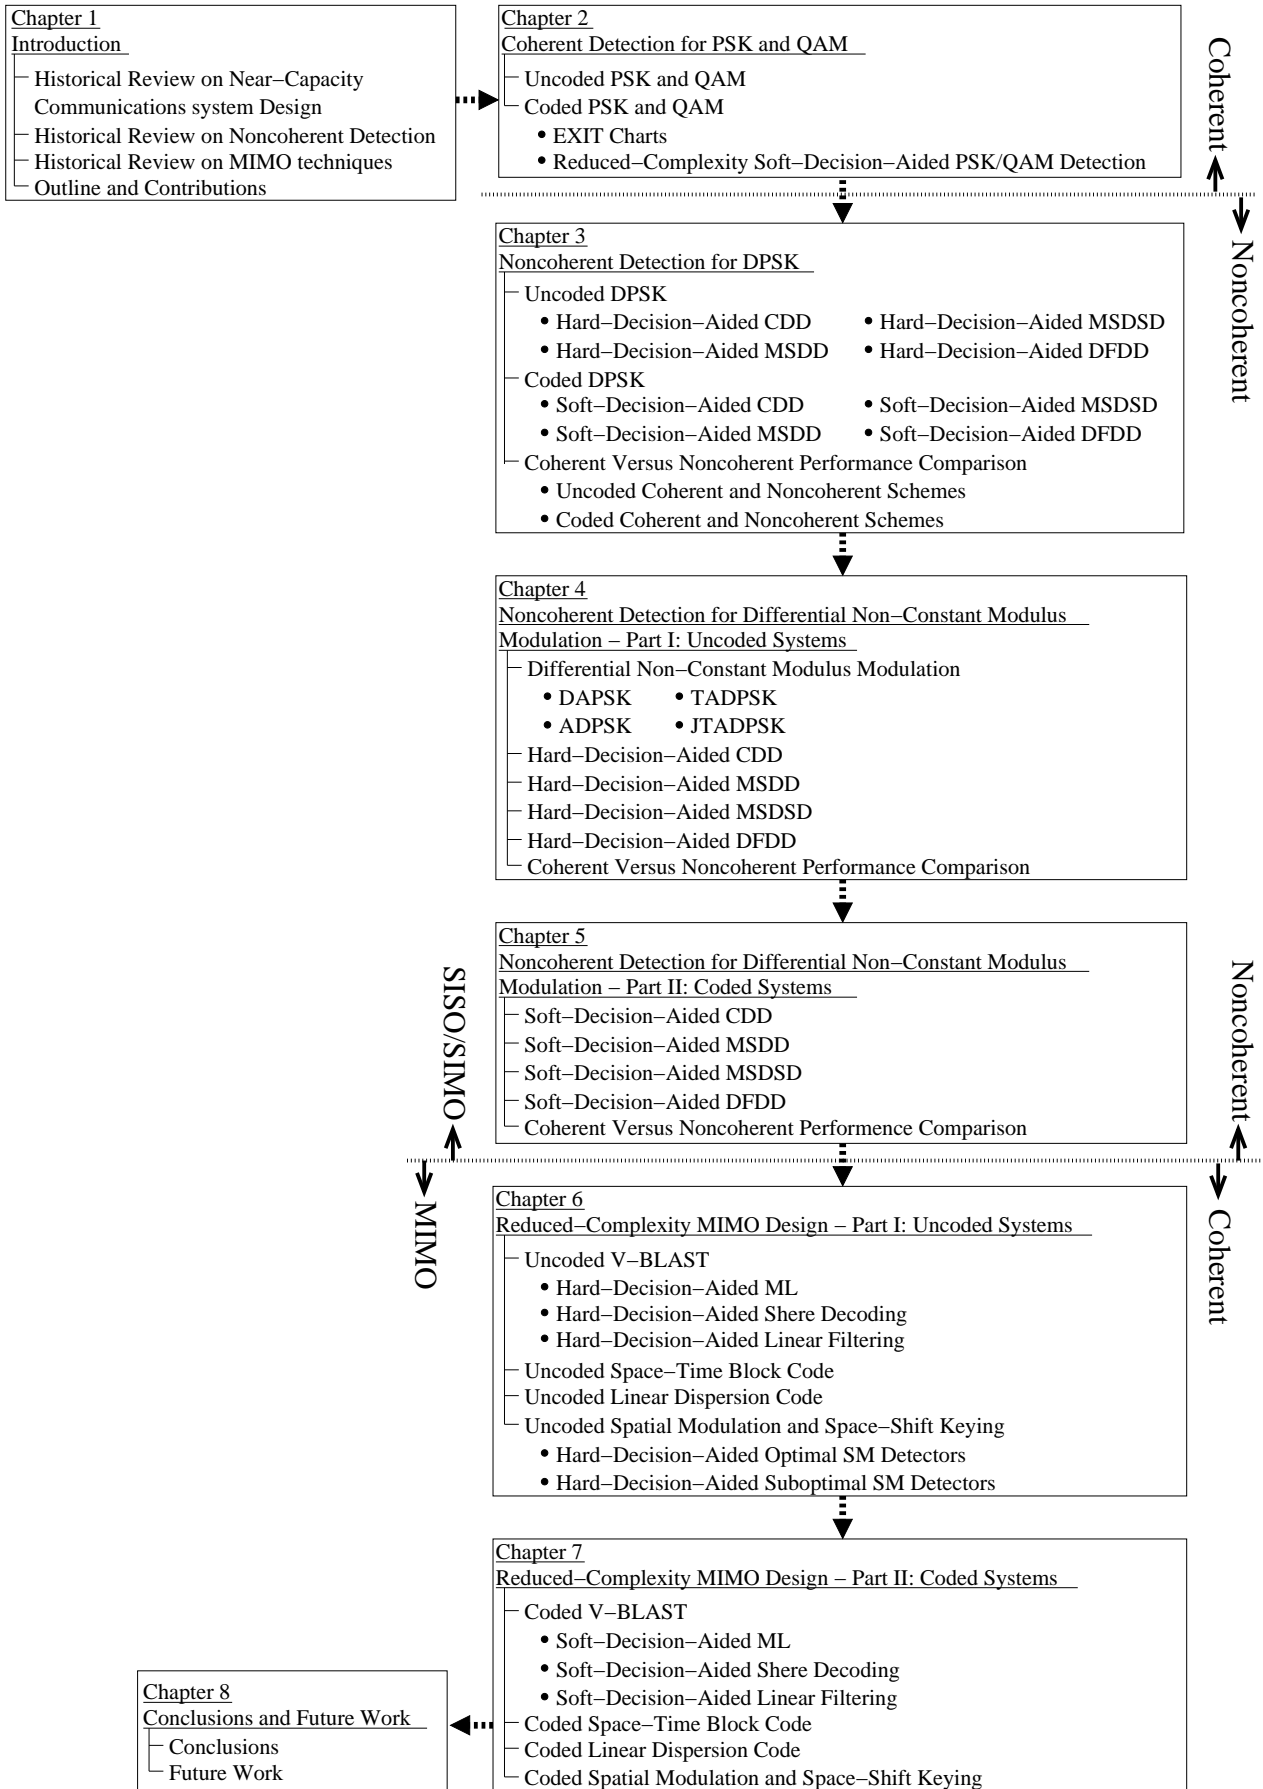 Chapter 1
Introduction
Historical Review on Near−Capacity
Communications system Design
Historical Review on Noncoherent Detection
Historical Review on MIMO techniques
Outline and Contributions
Chapter 2
Coherent Detection for PSK and QAM
Uncoded PSK and QAM
Coded PSK and QAM
• EXIT Charts
• Reduced−Complexity Soft−Decision−Aided PSK/QAM Detection
Coherent
Noncoherent
Chapter 3
Noncoherent Detection for DPSK
Uncoded DPSK
• Hard−Decision−Aided CDD
• Hard−Decision−Aided MSDSD
• Hard−Decision−Aided MSDD
• Hard−Decision−Aided DFDD
Coded DPSK
• Soft−Decision−Aided CDD
• Soft−Decision−Aided MSDSD
• Soft−Decision−Aided MSDD
• Soft−Decision−Aided DFDD
Coherent Versus Noncoherent Performance Comparison
• Uncoded Coherent and Noncoherent Schemes
• Coded Coherent and Noncoherent Schemes
Chapter 4
Noncoherent Detection for Differential Non−Constant Modulus
Modulation − Part I: Uncoded Systems
Differential Non−Constant Modulus Modulation
• DAPSK
• TADPSK
• ADPSK
• JTADPSK
Hard−Decision−Aided CDD
Hard−Decision−Aided MSDD
Hard−Decision−Aided MSDSD
Hard−Decision−Aided DFDD
Coherent Versus Noncoherent Performance Comparison
Chapter 5
Noncoherent Detection for Differential Non−Constant Modulus
Modulation − Part II: Coded Systems
Soft−Decision−Aided CDD
Soft−Decision−Aided MSDD
Soft−Decision−Aided MSDSD
Soft−Decision−Aided DFDD
Coherent Versus Noncoherent Performence Comparison
SISO/SIMO
Noncoherent
MIMO
Coherent
Chapter 6
Reduced−Complexity MIMO Design − Part I: Uncoded Systems
Uncoded V−BLAST
• Hard−Decision−Aided ML
• Hard−Decision−Aided Shere Decoding
• Hard−Decision−Aided Linear Filtering
Uncoded Space−Time Block Code
Uncoded Linear Dispersion Code
Uncoded Spatial Modulation and Space−Shift Keying
• Hard−Decision−Aided Optimal SM Detectors
• Hard−Decision−Aided Suboptimal SM Detectors
Chapter 7
Reduced−Complexity MIMO Design − Part II: Coded Systems
Coded V−BLAST
• Soft−Decision−Aided ML
• Soft−Decision−Aided Shere Decoding
• Soft−Decision−Aided Linear Filtering
Coded Space−Time Block Code
Coded Linear Dispersion Code
Coded Spatial Modulation and Space−Shift Keying
Chapter 8
Conclusions and Future Work
Conclusions
Future Work